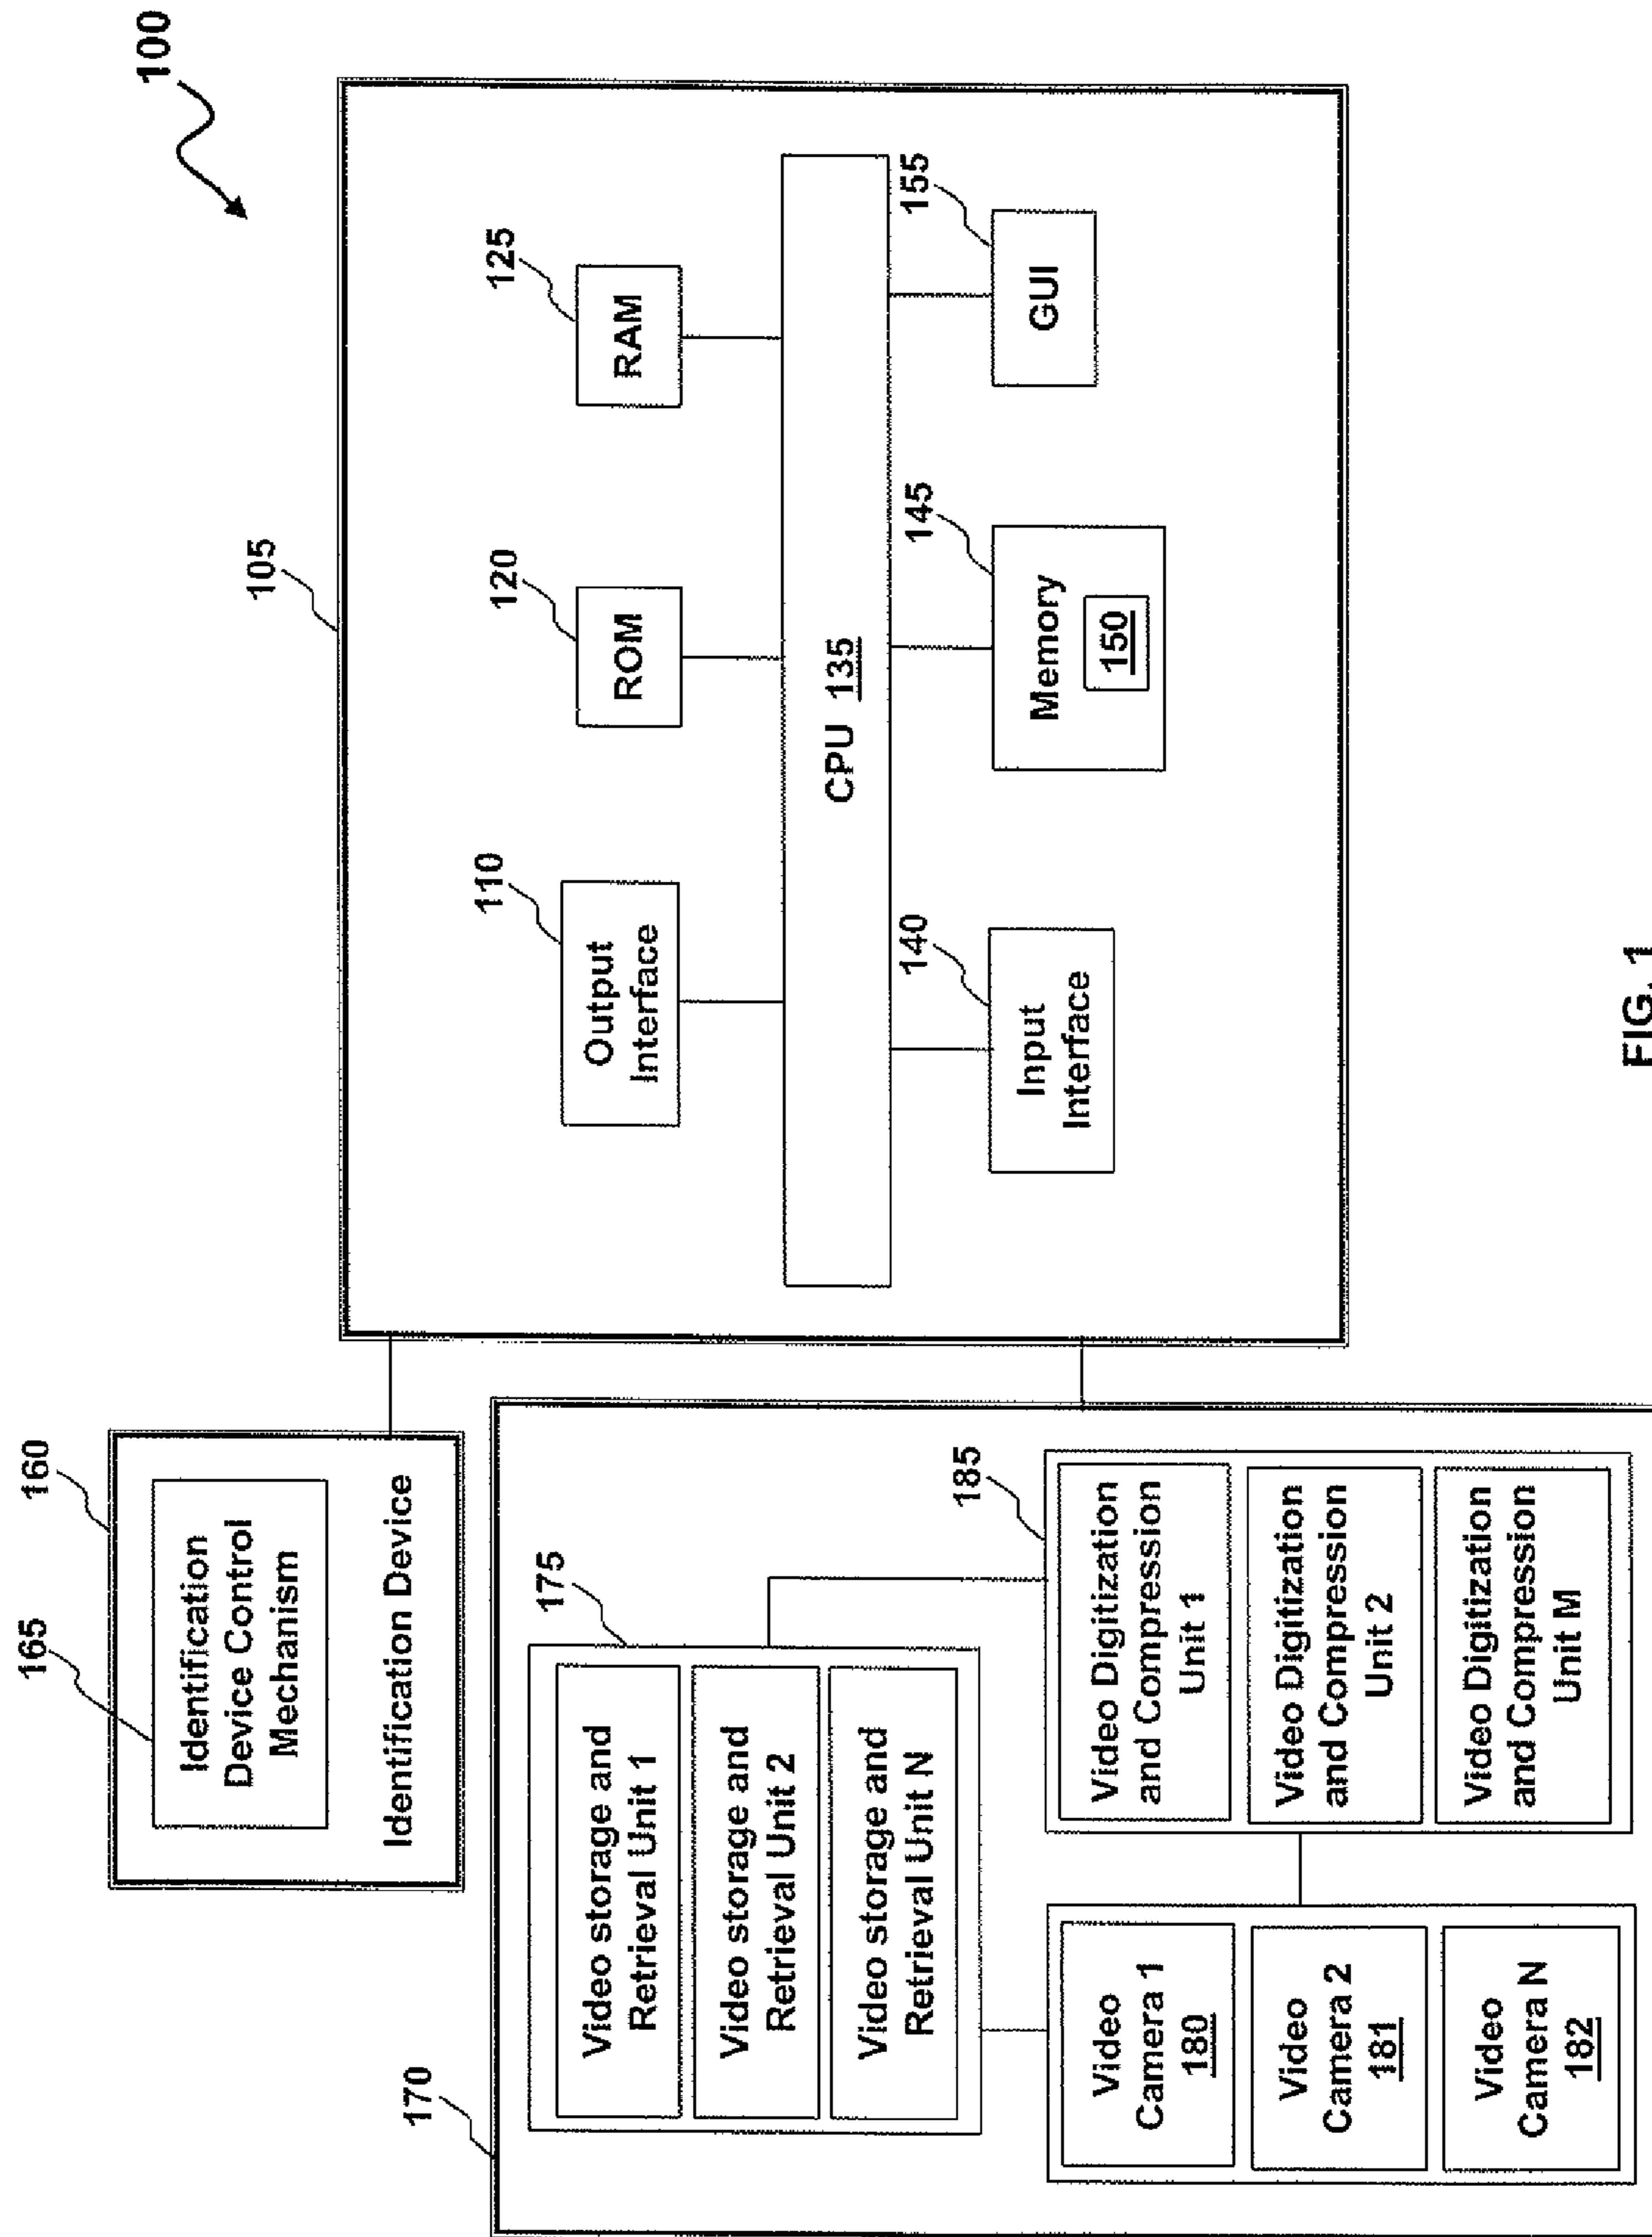 100
105
160
165
Identification
Device Control
Mechanism
Identification Device
110
Output
Interface
120
ROM
125
RAM
CPU 135
140
Input
Interface
145
Memory
150
155
GUI
170
175
Video storage and
Retrieval Unit 1
Video storage and
Retrieval Unit 2
Video storage and
Retrieval Unit N
185
Video Digitization
and Compression
Unit 1
Video Digitization
and Compression
Unit 2
Video Digitization
and Compression
Unit M
Video
Camera 1
180
Video
Camera 2
181
Video
Camera N
182
FIG. 1